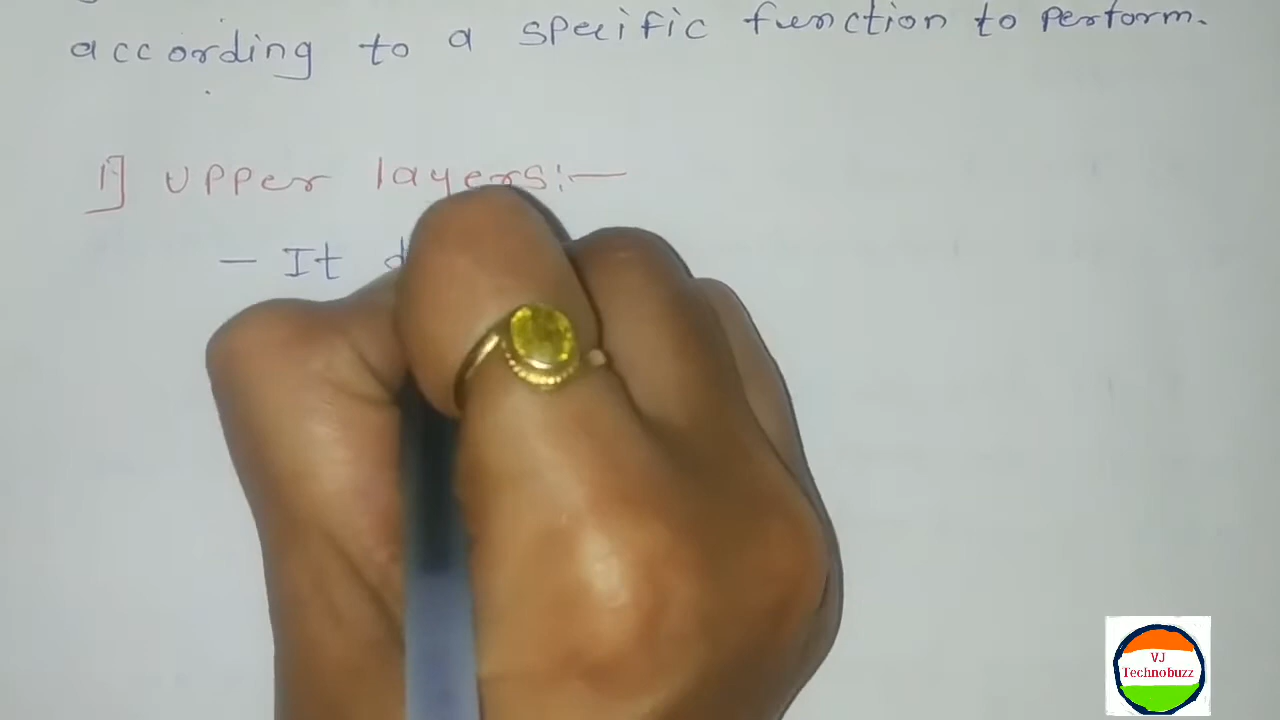 according to a specific function to perform.
1] Upper layers:—
— It
VJ
Technobuzz